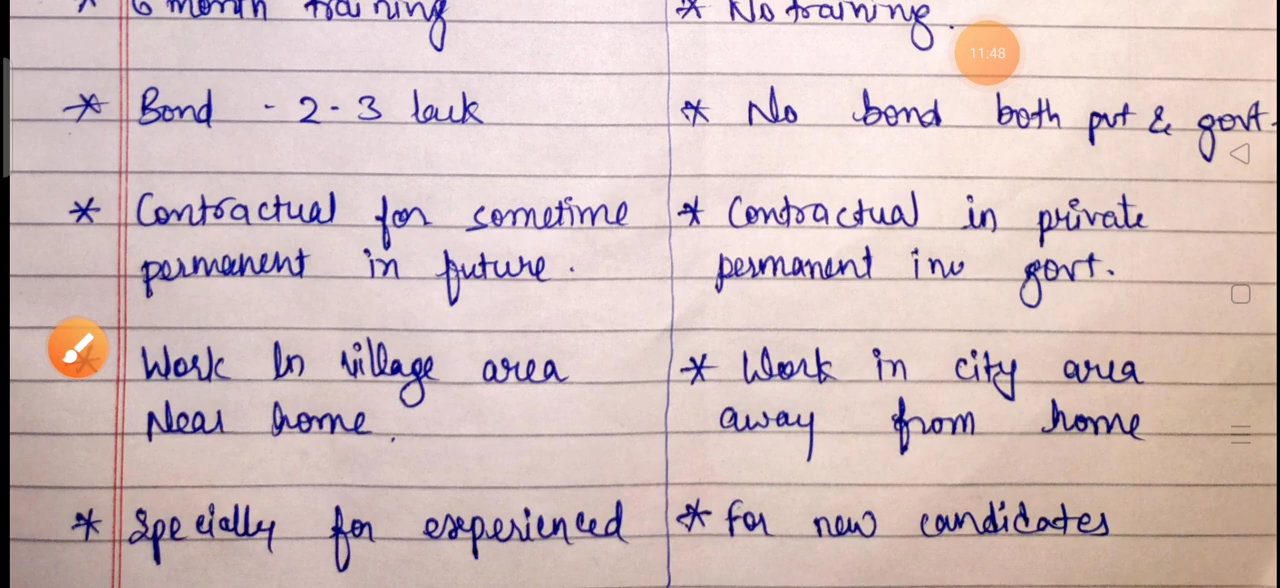 * 6 month training
* No training.
11:48
* Bond - 2-3 lack
* No bond both pvt & govt.
* Contractual for sometime
permanent in future.
* Contractual in private
permanent in govt.
* Work In village area
Near home.
* Work in city area
away from home
* Specially for experienced
* for new candidates